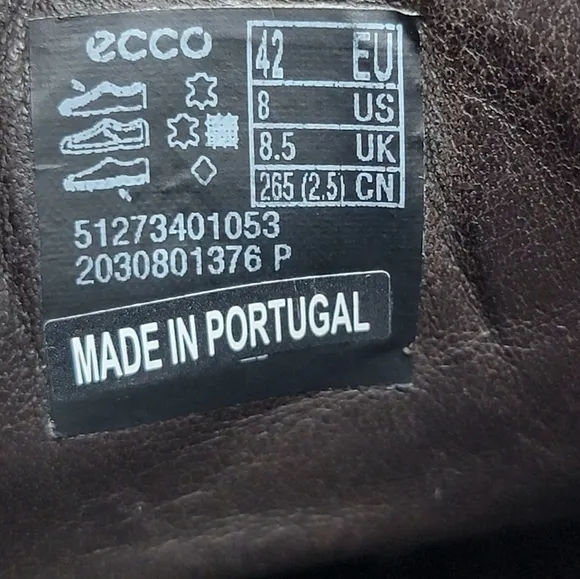 ecco
42 EU
8 US
8.5 UK
265 (2.5) CN
51273401053
2030801376 P
MADE IN PORTUGAL